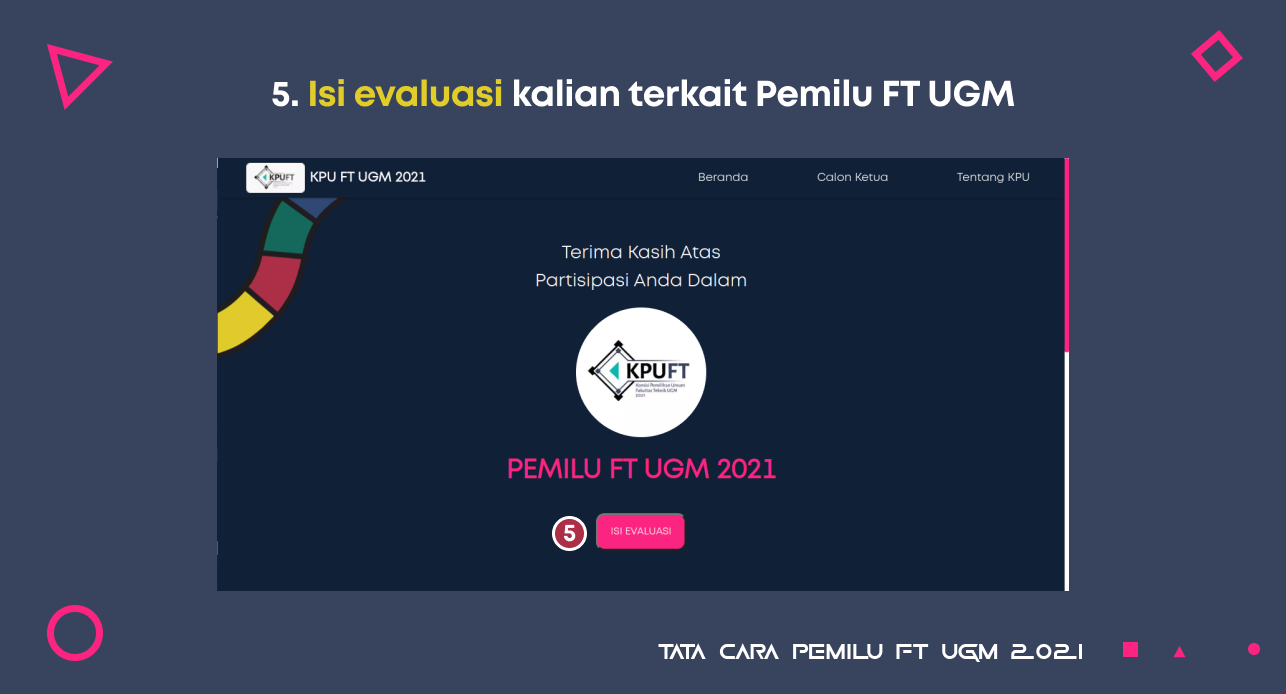 5. Isi evaluasi kalian terkait Pemilu FT UGM
KPUFT
KPU FT UGM 2021
Beranda
Calon Ketua
Tentang KPU
Terima Kasih Atas
Partisipasi Anda Dalam
KPUFT
Komisi Pemilihan Umum
Fakultas Teknik UGM
2021
PEMILU FT UGM 2021
5
ISI EVALUASI
TATA CARA PEMILU FT UGM 2021